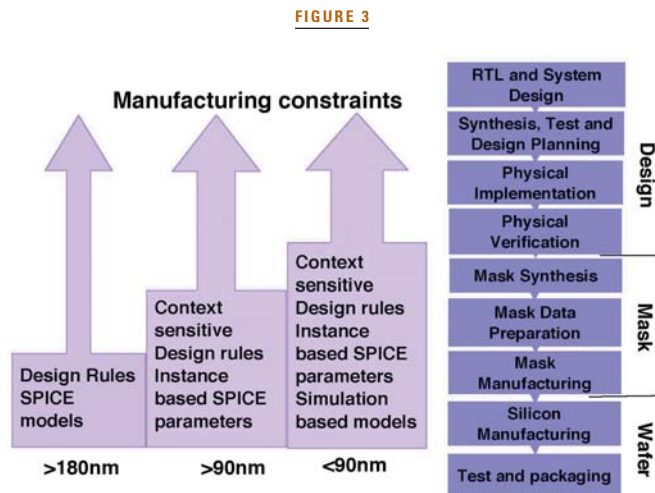 FIGURE 3
Manufacturing constraints
Design Rules
SPICE
models
>180nm
Context
sensitive
Design rules
Instance
based SPICE
parameters
>90nm
Context
sensitive
Design rules
Instance
based SPICE
parameters
Simulation
based models
<90nm
RTL and System
Design
Synthesis, Test and
Design Planning
Physical
Implementation
Physical
Verification
Mask Synthesis
Mask Data
Preparation
Mask
Manufacturing
Silicon
Manufacturing
Test and packaging
Design
Mask
Wafer